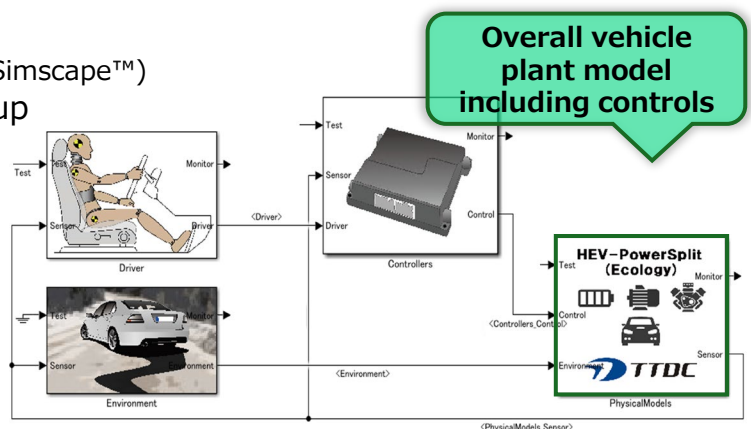 Simscape™)
up
Overall vehicle
plant model
including controls
Test
Test
Monitor
Sensor
Driver
Driver
<Driver>
Test
Monitor
Sensor
Environment
Environment
<Environment>
Test
Monitor
Sensor
Control
Driver
Controllers
<Controllers_Control>
HEV-PowerSplit
(Ecology)
Test
Monitor
Control
Environment
Sensor
TTDC
PhysicalModels
<PhysicalModels_Sensor>